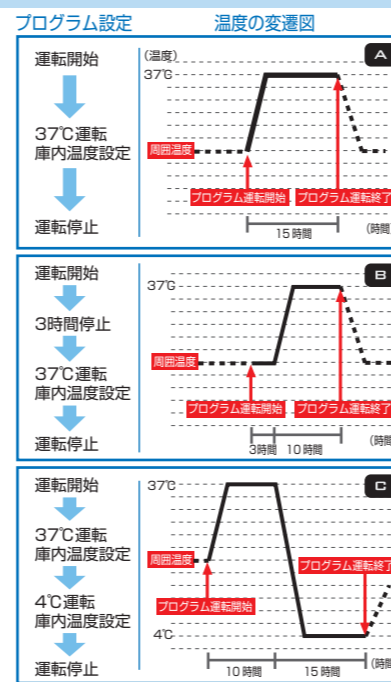 プログラム設定
温度の変遷図
運転開始
37℃運転
庫内温度設定
運転停止
(温度)
A
37℃
周囲温度
プログラム運転開始
プログラム運転終了
15時間
(時間
運転開始
3時間停止
37℃運転
庫内温度設定
運転停止
B
37℃
周囲温度
プログラム運転開始
プログラム運転終了
3時間
10時間
(時間
運転開始
37℃運転
庫内温度設定
4℃運転
庫内温度設定
運転停止
C
37℃
周囲温度
プログラム運転終了
プログラム運転開始
4℃
10時間
15時間
(時間